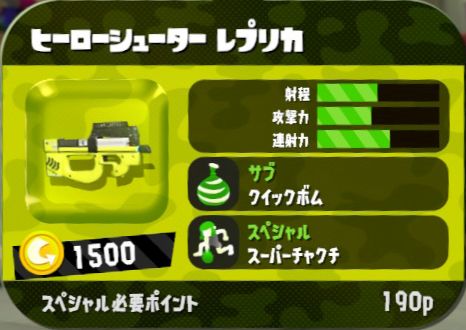 ヒーローシューター レプリカ
射程
攻撃力
連射力
サブ
クイックボム
スペシャル
スーパーチャクチ
1500
スペシャル必要ポイント 190p